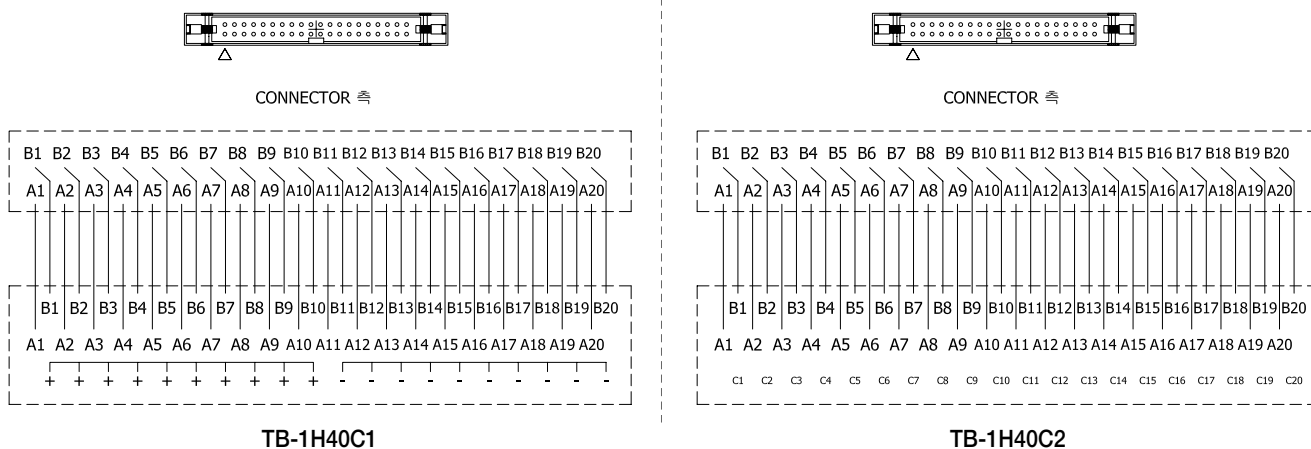 CONNECTOR 측
B1 B2 B3 B4 B5 B6 B7 B8 B9 B10 B11 B12 B13 B14 B15 B16 B17 B18 B19 B20
A1 A2 A3 A4 A5 A6 A7 A8 A9 A10 A11 A12 A13 A14 A15 A16 A17 A18 A19 A20
B1 B2 B3 B4 B5 B6 B7 B8 B9 B10 B11 B12 B13 B14 B15 B16 B17 B18 B19 B20
A1 A2 A3 A4 A5 A6 A7 A8 A9 A10 A11 A12 A13 A14 A15 A16 A17 A18 A19 A20
+ + + + + + + + + + - - - - - - - - - -
TB-1H40C1
CONNECTOR 측
B1 B2 B3 B4 B5 B6 B7 B8 B9 B10 B11 B12 B13 B14 B15 B16 B17 B18 B19 B20
A1 A2 A3 A4 A5 A6 A7 A8 A9 A10 A11 A12 A13 A14 A15 A16 A17 A18 A19 A20
B1 B2 B3 B4 B5 B6 B7 B8 B9 B10 B11 B12 B13 B14 B15 B16 B17 B18 B19 B20
A1 A2 A3 A4 A5 A6 A7 A8 A9 A10 A11 A12 A13 A14 A15 A16 A17 A18 A19 A20
C1 C2 C3 C4 C5 C6 C7 C8 C9 C10 C11 C12 C13 C14 C15 C16 C17 C18 C19 C20
TB-1H40C2